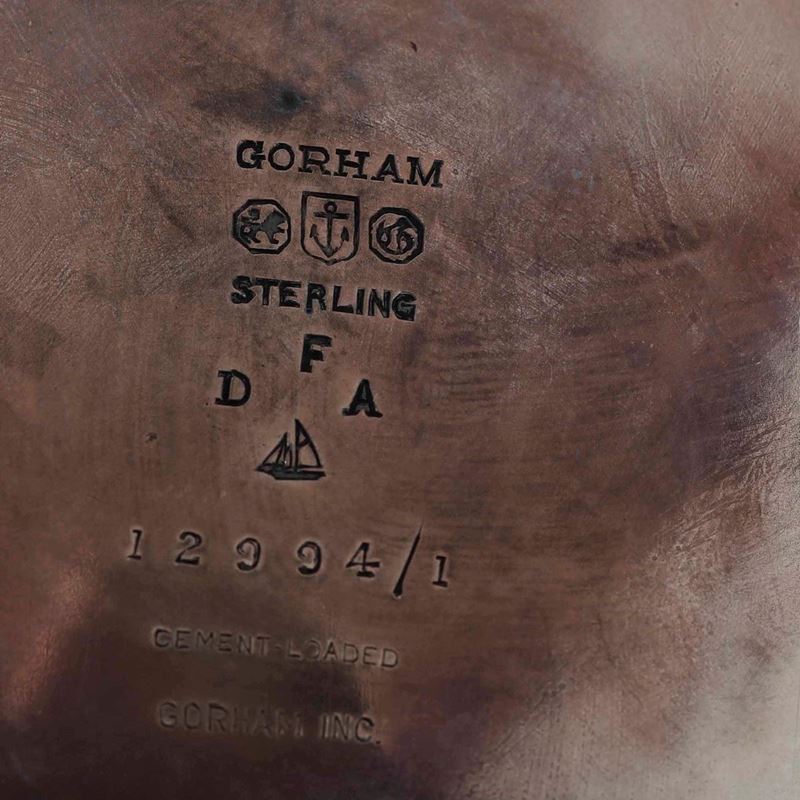 GORHAM
STERLING
F
D A
12994/1
CEMENT-LOADED
GORHAM INC.